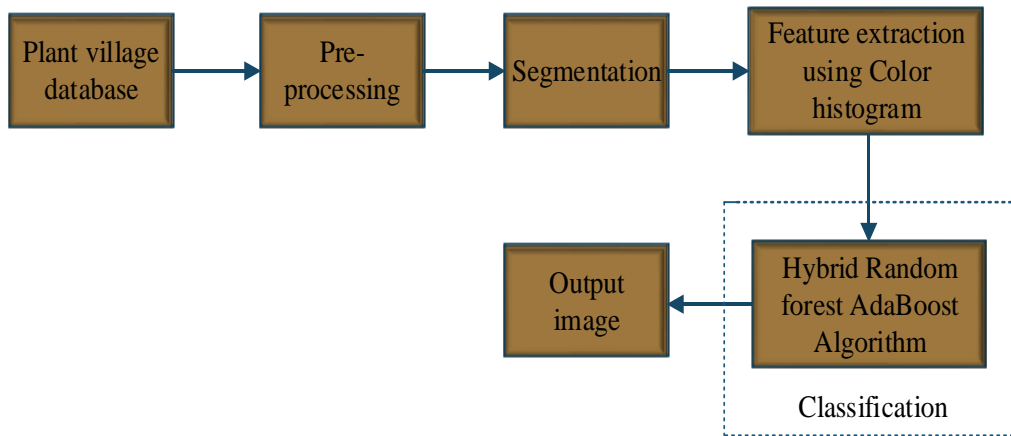 Plant village
database
Pre-
processing
Segmentation
Feature extraction
using Color
histogram
Hybrid Random
forest AdaBoost
Algorithm
Output
image
Classification